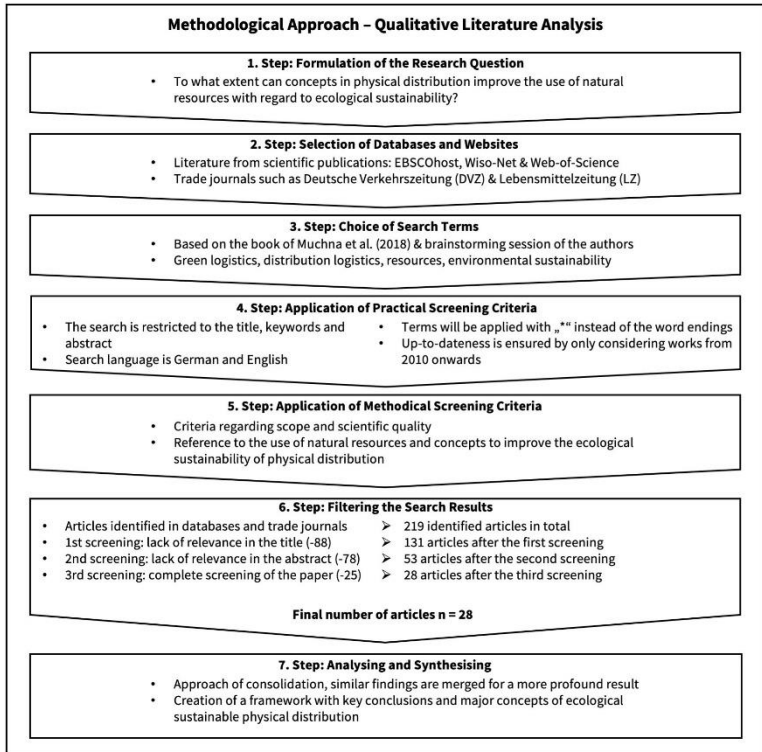 Methodological Approach – Qualitative Literature Analysis
1. Step: Formulation of the Research Question
• To what extent can concepts in physical distribution improve the use of natural
resources with regard to ecological sustainability?
2. Step: Selection of Databases and Websites
• Literature from scientific publications: EBSCOhost, Wiso-Net & Web-of-Science
• Trade journals such as Deutsche Verkehrszeitung (DVZ) & Lebensmittelzeitung (LZ)
3. Step: Choice of Search Terms
• Based on the book of Muchna et al. (2018) & brainstorming session of the authors
• Green logistics, distribution logistics, resources, environmental sustainability
4. Step: Application of Practical Screening Criteria
• The search is restricted to the title, keywords and
abstract
• Search language is German and English
• Terms will be applied with „*“ instead of the word endings
• Up-to-dateness is ensured by only considering works from
2010 onwards
5. Step: Application of Methodical Screening Criteria
• Criteria regarding scope and scientific quality
• Reference to the use of natural resources and concepts to improve the ecological
sustainability of physical distribution
6. Step: Filtering the Search Results
• Articles identified in databases and trade journals
• 1st screening: lack of relevance in the title (-88)
• 2nd screening: lack of relevance in the abstract (-78)
• 3rd screening: complete screening of the paper (-25)
➢ 219 identified articles in total
➢ 131 articles after the first screening
➢ 53 articles after the second screening
➢ 28 articles after the third screening
Final number of articles n = 28
7. Step: Analysing and Synthesising
• Approach of consolidation, similar findings are merged for a more profound result
• Creation of a framework with key conclusions and major concepts of ecological
sustainable physical distribution